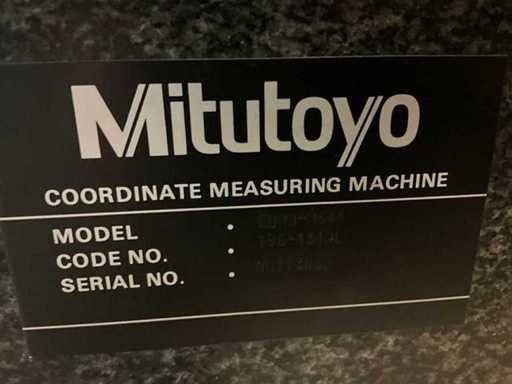 Mitutoyo
COORDINATE MEASURING MACHINE
MODEL :
CODE NO. :
SERIAL NO. :